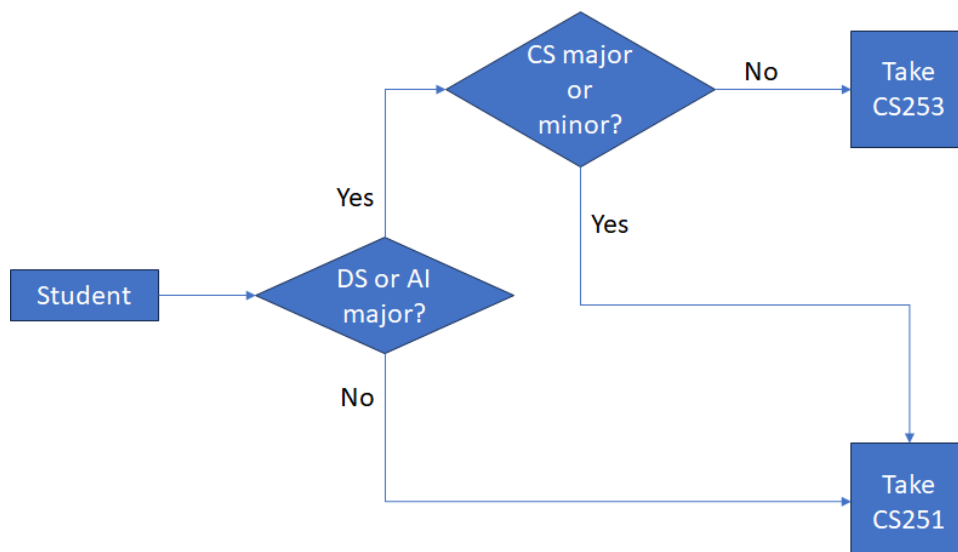 CS major
or
minor?
No
Take
CS253
Yes
Yes
Student
DS or AI
major?
No
Take
CS251